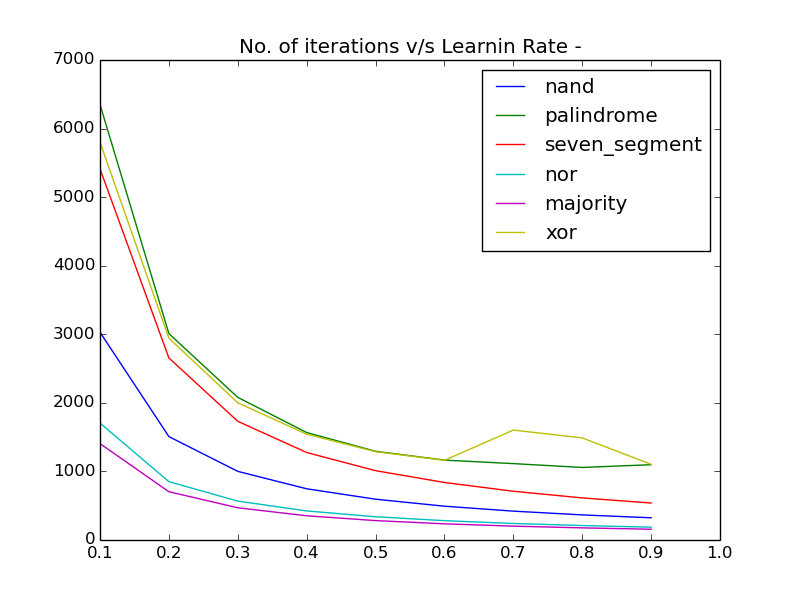 No. of iterations v/s Learnin Rate -
7000
6000
5000
4000
3000
2000
1000
0
nand
palindrome
seven_segment
nor
majority
xor
0.1 0.2 0.3 0.4 0.5 0.6 0.7 0.8 0.9 1.0